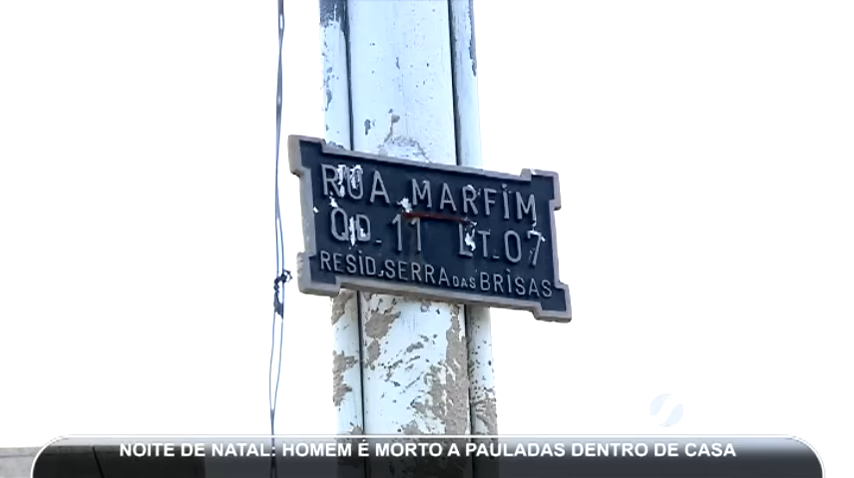 RUA MARFIM
QD. 11 LT. 07
RESID. SERRA DAS BRISAS
NOITE DE NATAL: HOMEM É MORTO A PAULADAS DENTRO DE CASA